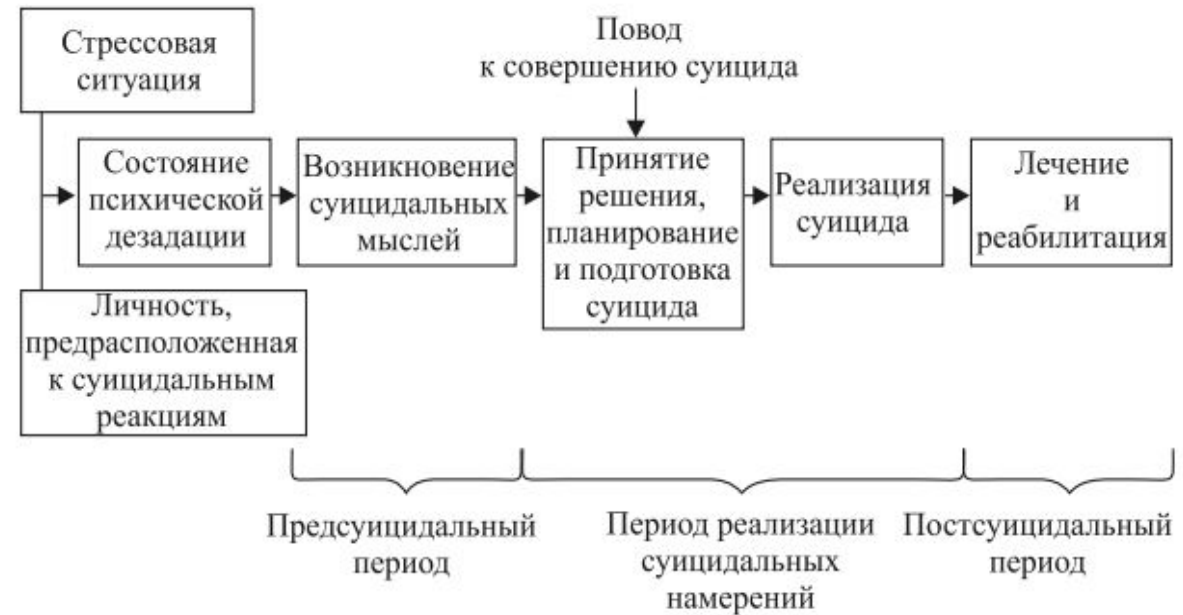 Стрессовая
ситуация
Повод
к совершению суицида
Состояние
психической
дезадации
Возникновение
суицидальных
мыслей
Принятие
решения,
планирование
и подготовка
суицида
Реализация
суицида
Лечение
и
реабилитация
Личность,
предрасположенная
к суицидальным
реакциям
Предсуицидальный
период
Период реализации
суицидальных
намерений
Постсуицидальный
период